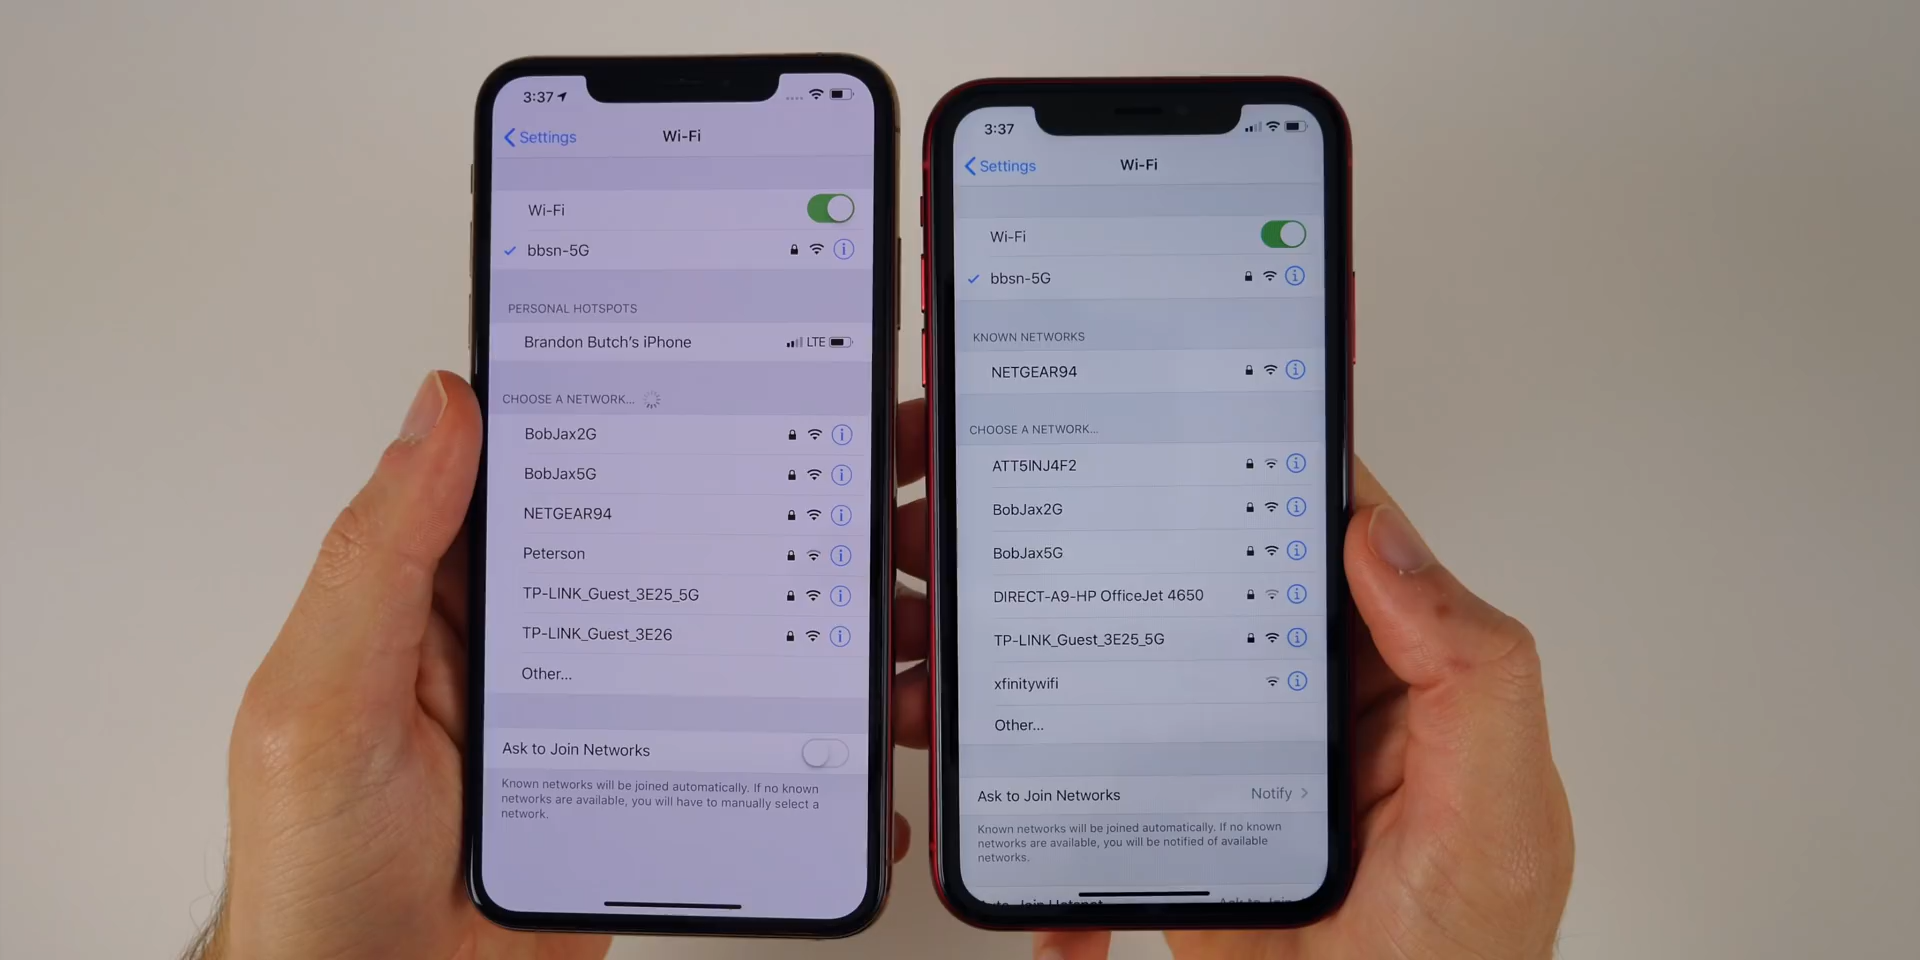 3:37
Settings
Wi-Fi
Wi-Fi
bbsn-5G
PERSONAL HOTSPOTS
Brandon Butch's iPhone
LTE
CHOOSE A NETWORK...
BobJax2G
BobJax5G
NETGEAR94
Peterson
TP-LINK_Guest_3E25_5G
TP-LINK_Guest_3E26
Other...
Ask to Join Networks
Known networks will be joined automatically. If no known
networks are available, you will have to manually select a
network.
3:37
Settings
Wi-Fi
Wi-Fi
bbsn-5G
KNOWN NETWORKS
NETGEAR94
CHOOSE A NETWORK...
ATT5INJ4F2
BobJax2G
BobJax5G
DIRECT-A9-HP OfficeJet 4650
TP-LINK_Guest_3E25_5G
xfinitywifi
Other...
Ask to Join Networks
Notify
Known networks will be joined automatically. If no known
networks are available, you will be notified of available
networks.